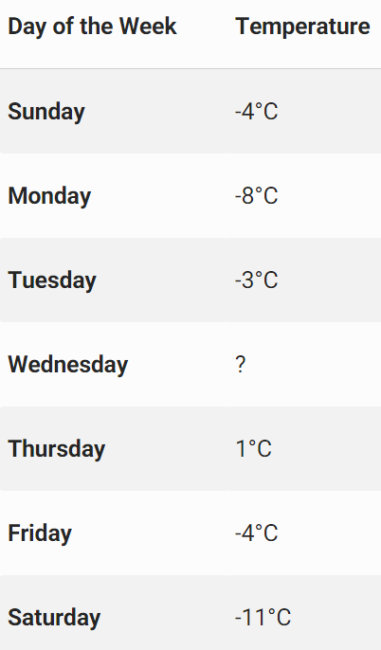 Day of the Week Temperature
Sunday -4°C
Monday -8°C
Tuesday -3°C
Wednesday ?
Thursday 1°C
Friday -4°C
Saturday -11°C